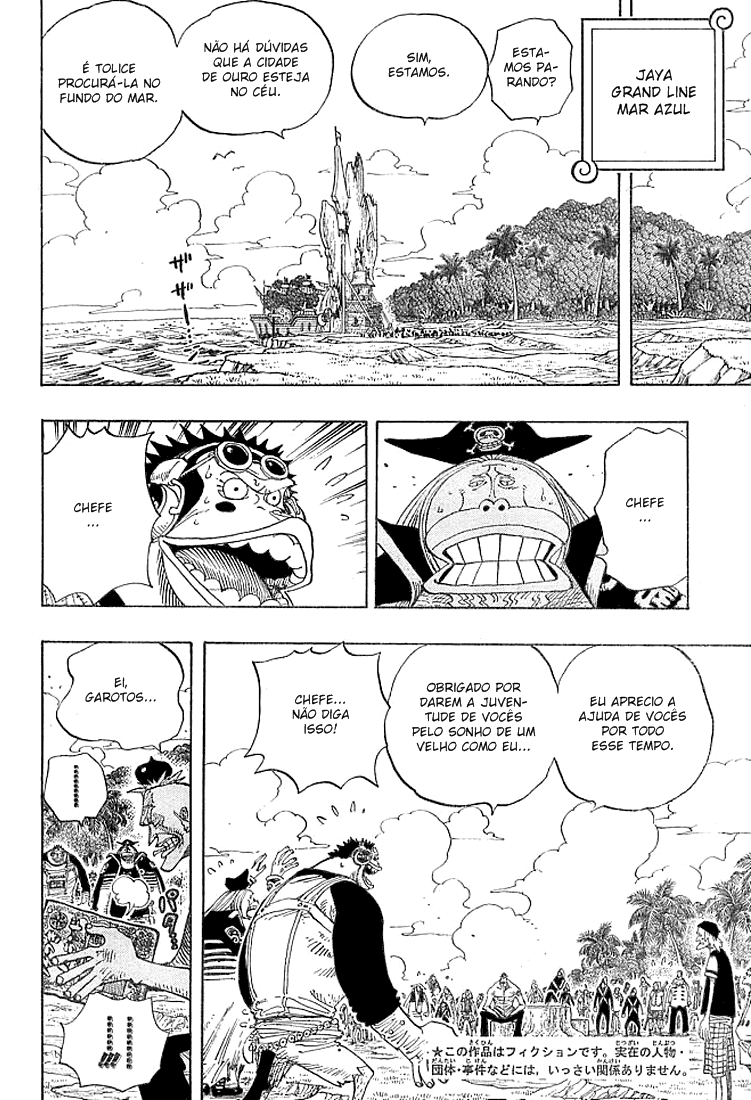 JAYA
GRAND LINE
MAR AZUL
ESTA-
MOS PA-
RANDO?
SIM,
ESTAMOS.
NÃO HÁ DÚVIDAS
QUE A CIDADE
DE OURO ESTEJA
NO CÉU.
É TOLICE
PROCURÁ-LA NO
FUNDO DO MAR.
ザザ
CHEFE
...
CHEFE
...
EU APRECIO A
AJUDA DE VOCÊS
POR TODO
ESSE TEMPO.
OBRIGADO POR
DAREM A JUVEN-
TUDE DE VOCÊS
PELO SONHO DE UM
VELHO COMO EU...
CHEFE...
NÃO DIGA
ISSO!
EI,
GAROTOS...
★この作品はフィクションです。実在の人物・
団体・事件などには、いっさい関係ありません。